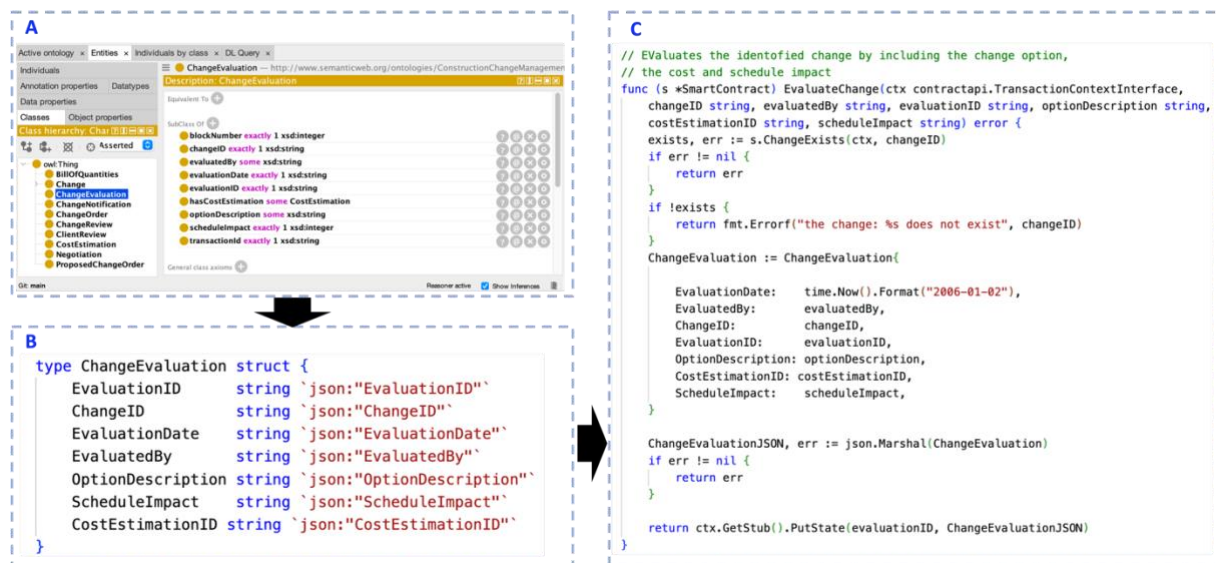 A
Active ontology × Entities × Individuals by class × DL Query ×
Individuals
Annotation properties Datatypes
Data properties
Classes Object properties
Class hierarchy: Char
Asserted
owl:Thing
BillOfQuantities
Change
ChangeEvaluation
ChangeNotification
ChangeOrder
ChangeReview
ClientReview
CostEstimation
Negotiation
ProposedChangeOrder
ChangeEvaluation — http://www.semanticweb.org/ontologies/ConstructionChangeManagemen
Description: ChangeEvaluation
Equivalent To
SubClass Of
blockNumber exactly 1 xsd:integer
changeID exactly 1 xsd:string
evaluatedBy some xsd:string
evaluationDate exactly 1 xsd:string
evaluationID exactly 1 xsd:string
hasCostEstimation some CostEstimation
optionDescription some xsd:string
scheduleImpact exactly 1 xsd:integer
transactionId exactly 1 xsd:string
General class axioms
Git: main
Reasoner active Show Inferences
B
type ChangeEvaluation struct {
EvaluationID string `json:"EvaluationID"`
ChangeID string `json:"ChangeID"`
EvaluationDate string `json:"EvaluationDate"`
EvaluatedBy string `json:"EvaluatedBy"`
OptionDescription string `json:"OptionDescription"`
ScheduleImpact string `json:"ScheduleImpact"`
CostEstimationID string `json:"CostEstimationID"`
}
C
// EValuates the identofied change by including the change option,
// the cost and schedule impact
func (s *SmartContract) EvaluateChange(ctx contractapi.TransactionContextInterface,
changeID string, evaluatedBy string, evaluationID string, optionDescription string,
costEstimationID string, scheduleImpact string) error {
exists, err := s.ChangeExists(ctx, changeID)
if err != nil {
return err
}
if !exists {
return fmt.Errorf("the change: %s does not exist", changeID)
}
ChangeEvaluation := ChangeEvaluation{
EvaluationDate: time.Now().Format("2006-01-02"),
EvaluatedBy: evaluatedBy,
ChangeID: changeID,
EvaluationID: evaluationID,
OptionDescription: optionDescription,
CostEstimationID: costEstimationID,
ScheduleImpact: scheduleImpact,
}
ChangeEvaluationJSON, err := json.Marshal(ChangeEvaluation)
if err != nil {
return err
}
return ctx.GetStub().PutState(evaluationID, ChangeEvaluationJSON)
}